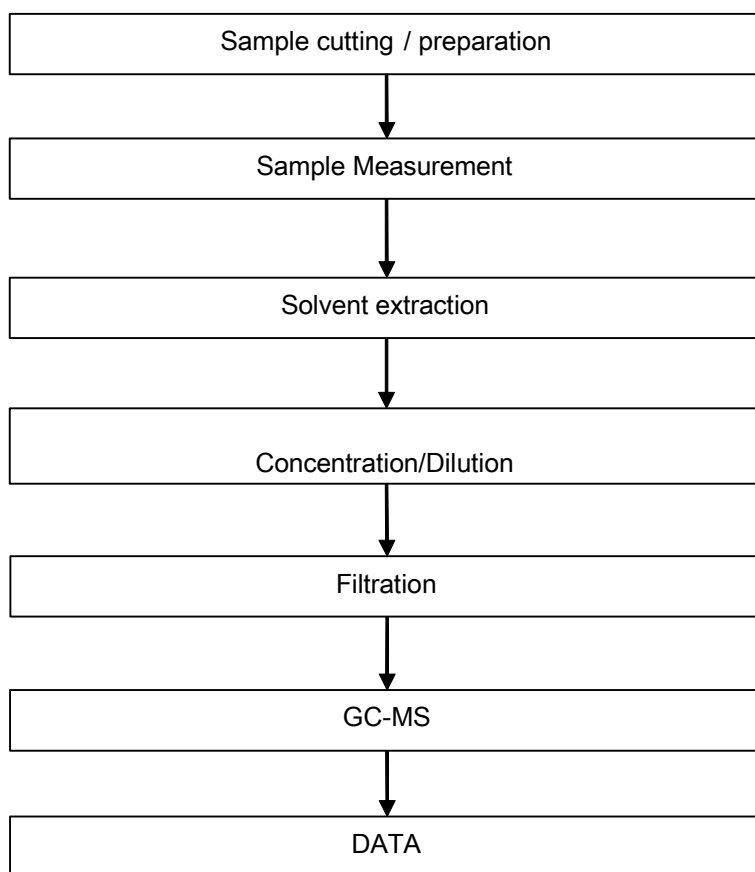 Sample cutting / preparation
Sample Measurement
Solvent extraction
Concentration/Dilution
Filtration
GC-MS
DATA